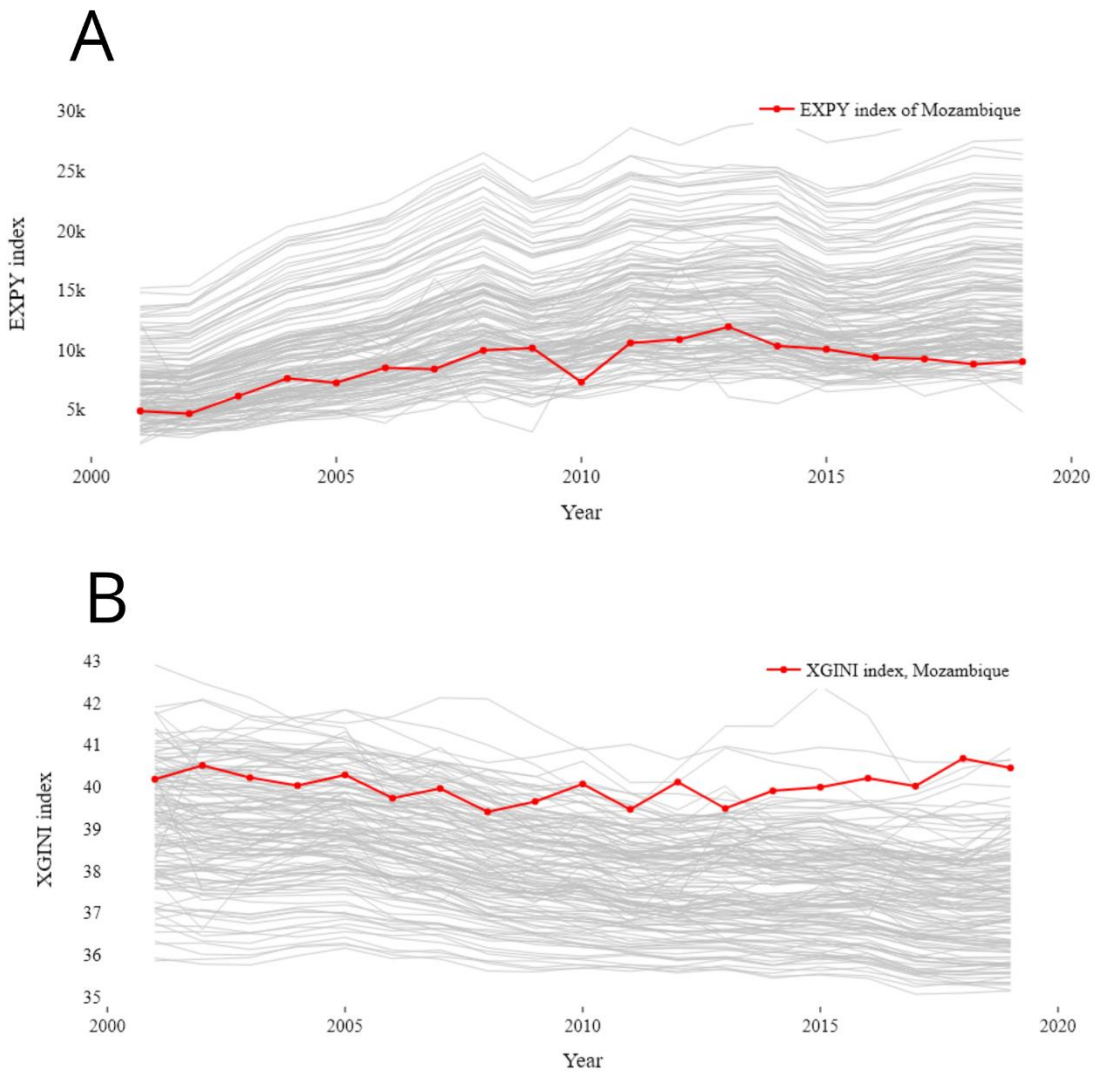 A
30k
25k
20k
15k
10k
5k
EXPY index
EXPY index of Mozambique
2000 2005 2010 2015 2020
Year
B
43
42
41
40
39
38
37
36
35
XGINI index
XGINI index, Mozambique
2000 2005 2010 2015 2020
Year